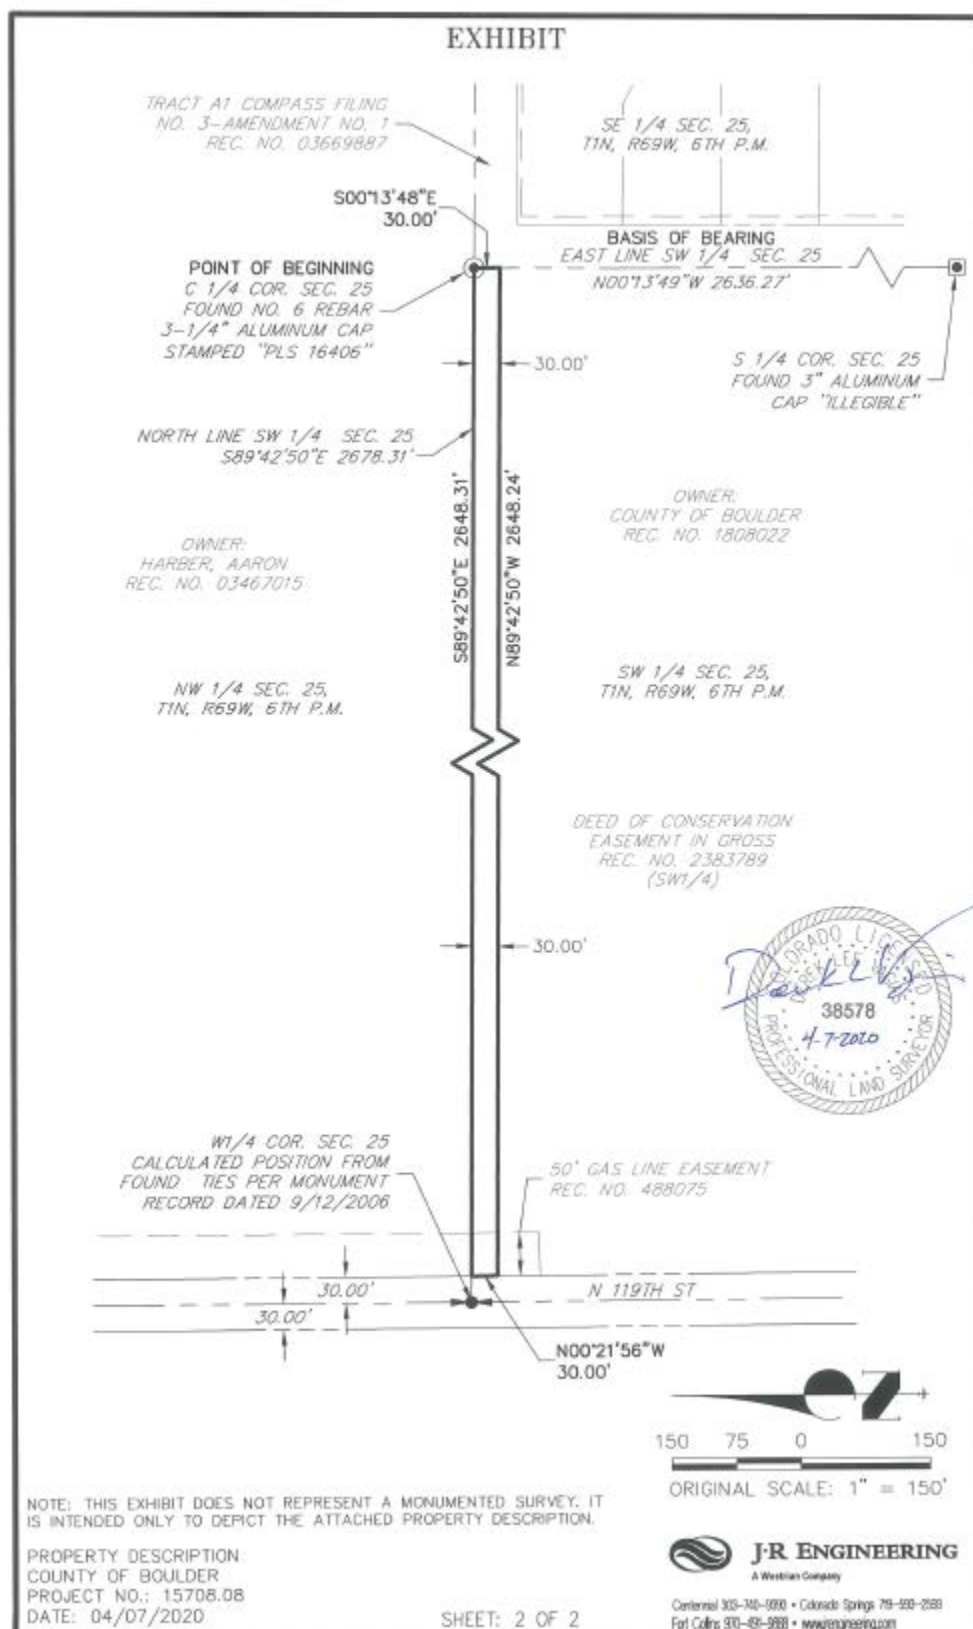 EXHIBIT
TRACT A1 COMPASS FILING
NO. 3-AMENDMENT NO. 1
REC. NO. 03669887
SE 1/4 SEC. 25,
T1N, R69W, 6TH P.M.
S00°13'48"E
30.00'
BASIS OF BEARING
EAST LINE SW 1/4 SEC. 25
N00°13'49"W 2636.27'
POINT OF BEGINNING
C 1/4 COR. SEC. 25
FOUND NO. 6 REBAR
3-1/4" ALUMINUM CAP
STAMPED "PLS 16406"
30.00'
S 1/4 COR. SEC. 25
FOUND 3" ALUMINUM
CAP "ILLEGIBLE"
NORTH LINE SW 1/4 SEC. 25
S89°42'50"E 2678.31'
S89°42'50"E 2648.31'
N89°42'50"W 2648.24'
OWNER:
COUNTY OF BOULDER
REC. NO. 1808022
OWNER:
HARBER, AARON
REC. NO. 03467015
NW 1/4 SEC. 25,
T1N, R69W, 6TH P.M.
SW 1/4 SEC. 25,
T1N, R69W, 6TH P.M.
DEED OF CONSERVATION
EASEMENT IN GROSS
REC. NO. 2383789
(SW1/4)
30.00'
COLORADO LICENSED
DEREK LEE
38578
4-7-2020
PROFESSIONAL LAND SURVEYOR
W1/4 COR. SEC. 25
CALCULATED POSITION FROM
FOUND TIES PER MONUMENT
RECORD DATED 9/12/2006
50' GAS LINE EASEMENT
REC. NO. 488075
30.00'
N 119TH ST
30.00'
N00°21'56"W
30.00'
Z
150 75 0 150
ORIGINAL SCALE: 1" = 150'
NOTE: THIS EXHIBIT DOES NOT REPRESENT A MONUMENTED SURVEY. IT
IS INTENDED ONLY TO DEPICT THE ATTACHED PROPERTY DESCRIPTION.
PROPERTY DESCRIPTION
COUNTY OF BOULDER
PROJECT NO.: 15708.08
DATE: 04/07/2020
SHEET: 2 OF 2
J·R ENGINEERING
A Westrian Company
Centennial 303-740-9393 • Colorado Springs 719-593-2593
Fort Collins 970-491-9888 • www.jrengineering.com